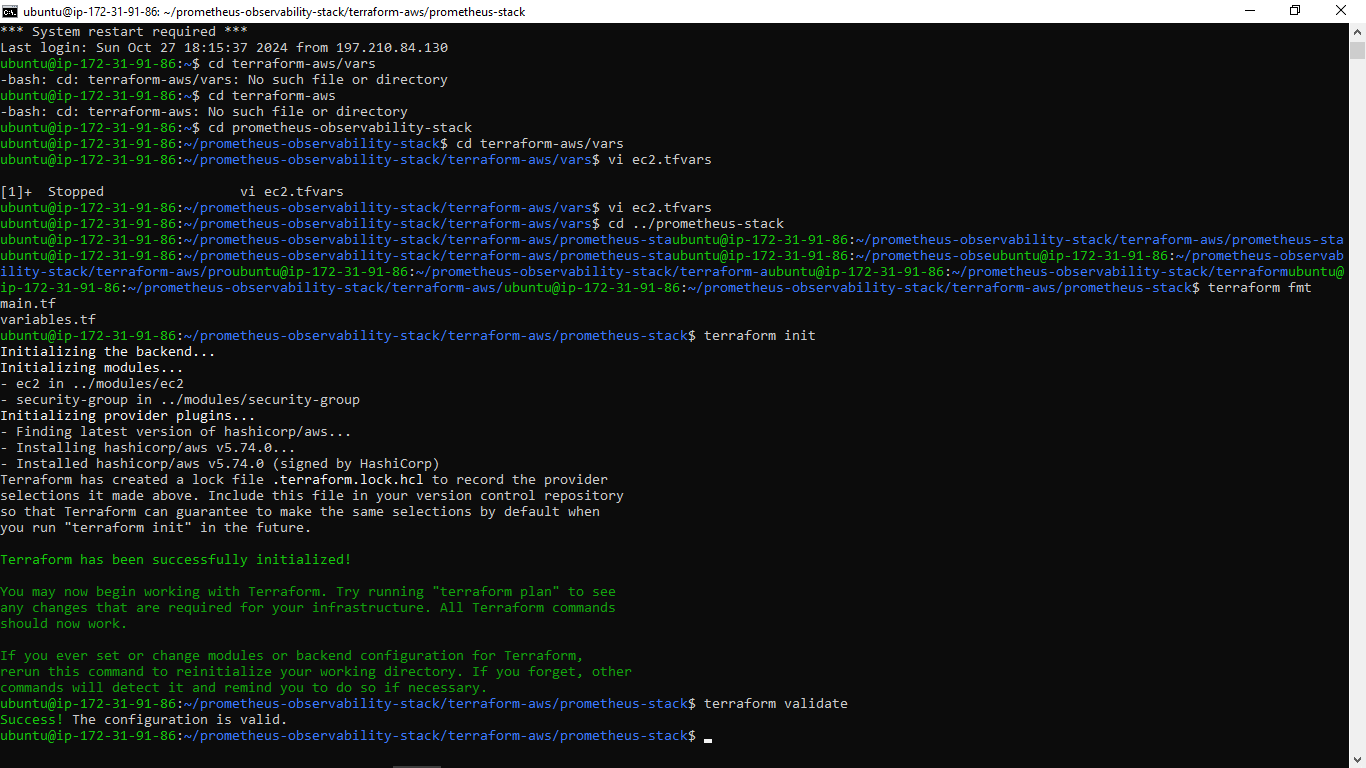 ubuntu@ip-172-31-91-86: ~/prometheus-observability-stack/terraform-aws/prometheus-stack
*** System restart required ***
Last login: Sun Oct 27 18:15:37 2024 from 197.210.84.130
ubuntu@ip-172-31-91-86:~$ cd terraform-aws/vars
-bash: cd: terraform-aws/vars: No such file or directory
ubuntu@ip-172-31-91-86:~$ cd terraform-aws
-bash: cd: terraform-aws: No such file or directory
ubuntu@ip-172-31-91-86:~$ cd prometheus-observability-stack
ubuntu@ip-172-31-91-86:~/prometheus-observability-stack$ cd terraform-aws/vars
ubuntu@ip-172-31-91-86:~/prometheus-observability-stack/terraform-aws/vars$ vi ec2.tfvars
[1]+  Stopped                 vi ec2.tfvars
ubuntu@ip-172-31-91-86:~/prometheus-observability-stack/terraform-aws/vars$ vi ec2.tfvars
ubuntu@ip-172-31-91-86:~/prometheus-observability-stack/terraform-aws/vars$ cd ../prometheus-stack
ubuntu@ip-172-31-91-86:~/prometheus-observability-stack/terraform-aws/prometheus-staubuntu@ip-172-31-91-86:~/prometheus-observability-stack/terraform-aws/prometheus-sta
ubuntu@ip-172-31-91-86:~/prometheus-observability-stack/terraform-aws/prometheus-staubuntu@ip-172-31-91-86:~/prometheus-obseubuntu@ip-172-31-91-86:~/prometheus-observab
ility-stack/terraform-aws/proubuntu@ip-172-31-91-86:~/prometheus-observability-stack/terraform-aubuntu@ip-172-31-91-86:~/prometheus-observability-stack/terraformubuntu@
ip-172-31-91-86:~/prometheus-observability-stack/terraform-aws/ubuntu@ip-172-31-91-86:~/prometheus-observability-stack/terraform-aws/prometheus-stack$ terraform fmt
main.tf
variables.tf
ubuntu@ip-172-31-91-86:~/prometheus-observability-stack/terraform-aws/prometheus-stack$ terraform init
Initializing the backend...
Initializing modules...
- ec2 in ../modules/ec2
- security-group in ../modules/security-group
Initializing provider plugins...
- Finding latest version of hashicorp/aws...
- Installing hashicorp/aws v5.74.0...
- Installed hashicorp/aws v5.74.0 (signed by HashiCorp)
Terraform has created a lock file .terraform.lock.hcl to record the provider
selections it made above. Include this file in your version control repository
so that Terraform can guarantee to make the same selections by default when
you run "terraform init" in the future.
Terraform has been successfully initialized!
You may now begin working with Terraform. Try running "terraform plan" to see
any changes that are required for your infrastructure. All Terraform commands
should now work.
If you ever set or change modules or backend configuration for Terraform,
rerun this command to reinitialize your working directory. If you forget, other
commands will detect it and remind you to do so if necessary.
ubuntu@ip-172-31-91-86:~/prometheus-observability-stack/terraform-aws/prometheus-stack$ terraform validate
Success! The configuration is valid.
ubuntu@ip-172-31-91-86:~/prometheus-observability-stack/terraform-aws/prometheus-stack$